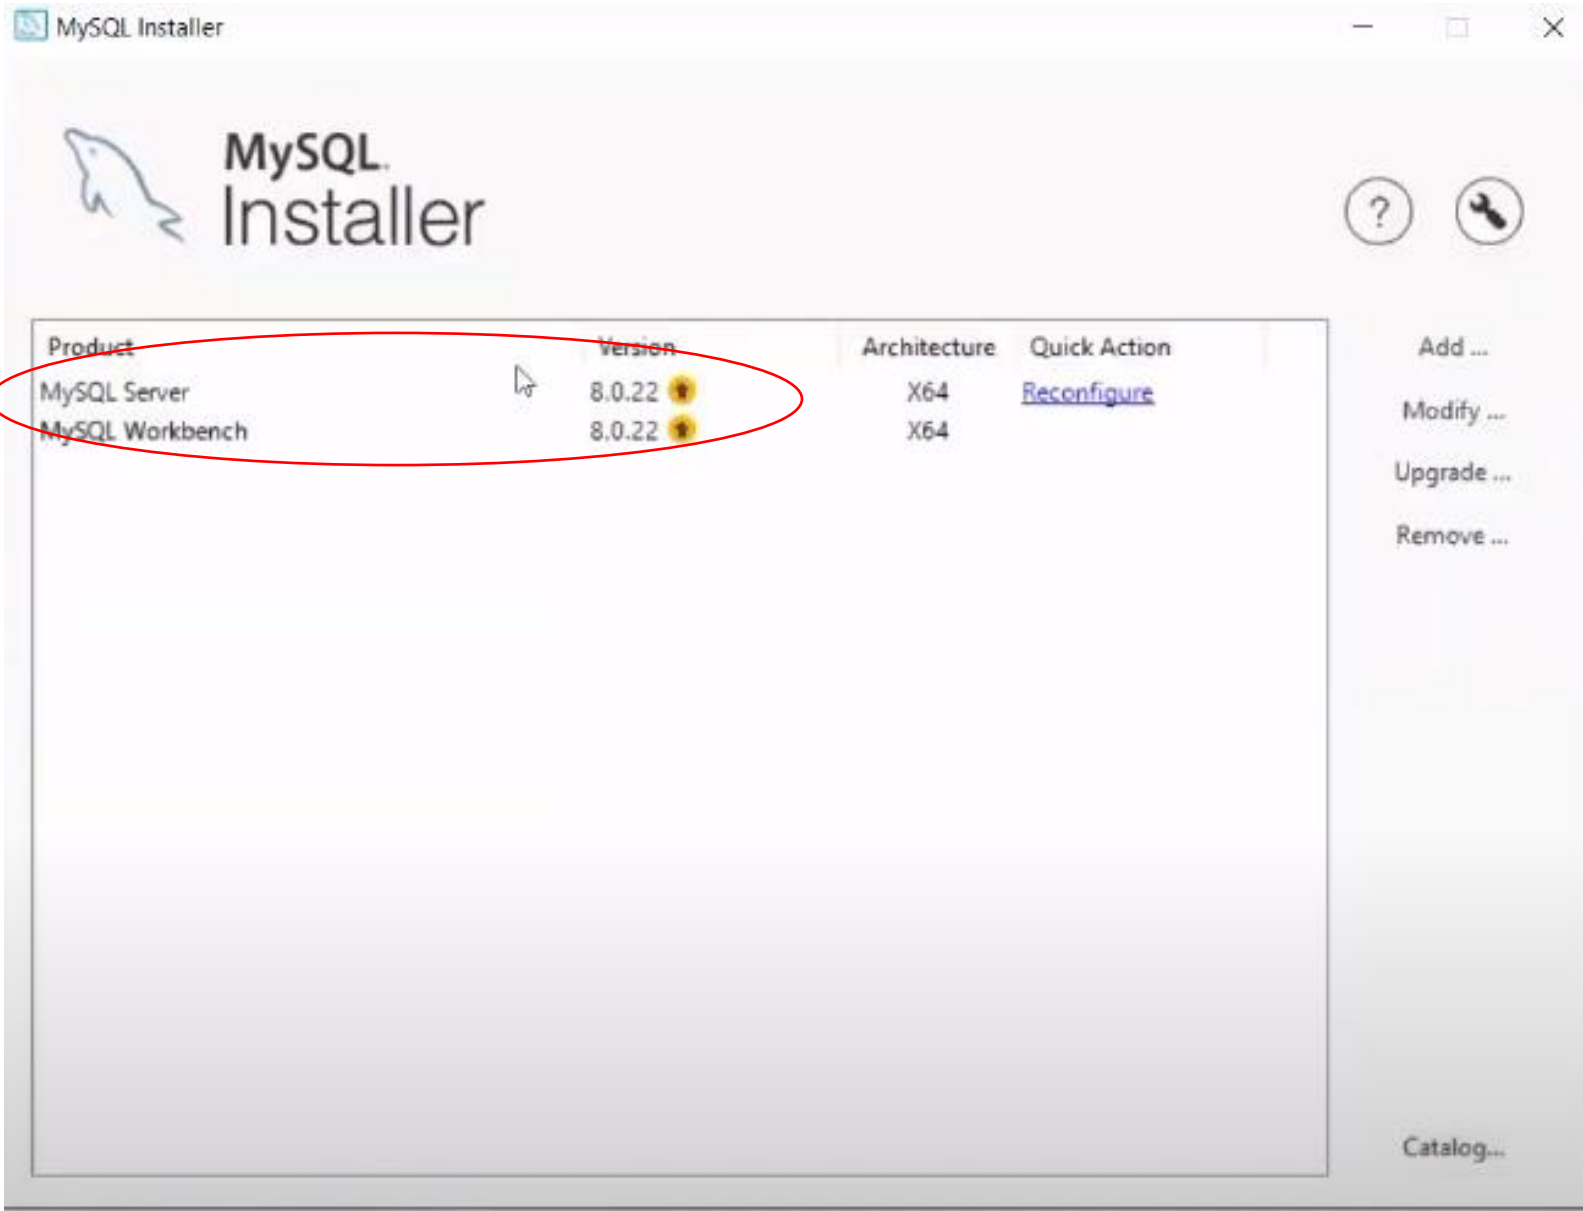 MySQL Installer
MySQL
Installer
?
Product Version Architecture Quick Action
MySQL Server 8.0.22 X64 Reconfigure
MySQL Workbench 8.0.22 X64
Add ...
Modify ...
Upgrade ...
Remove ...
Catalog...